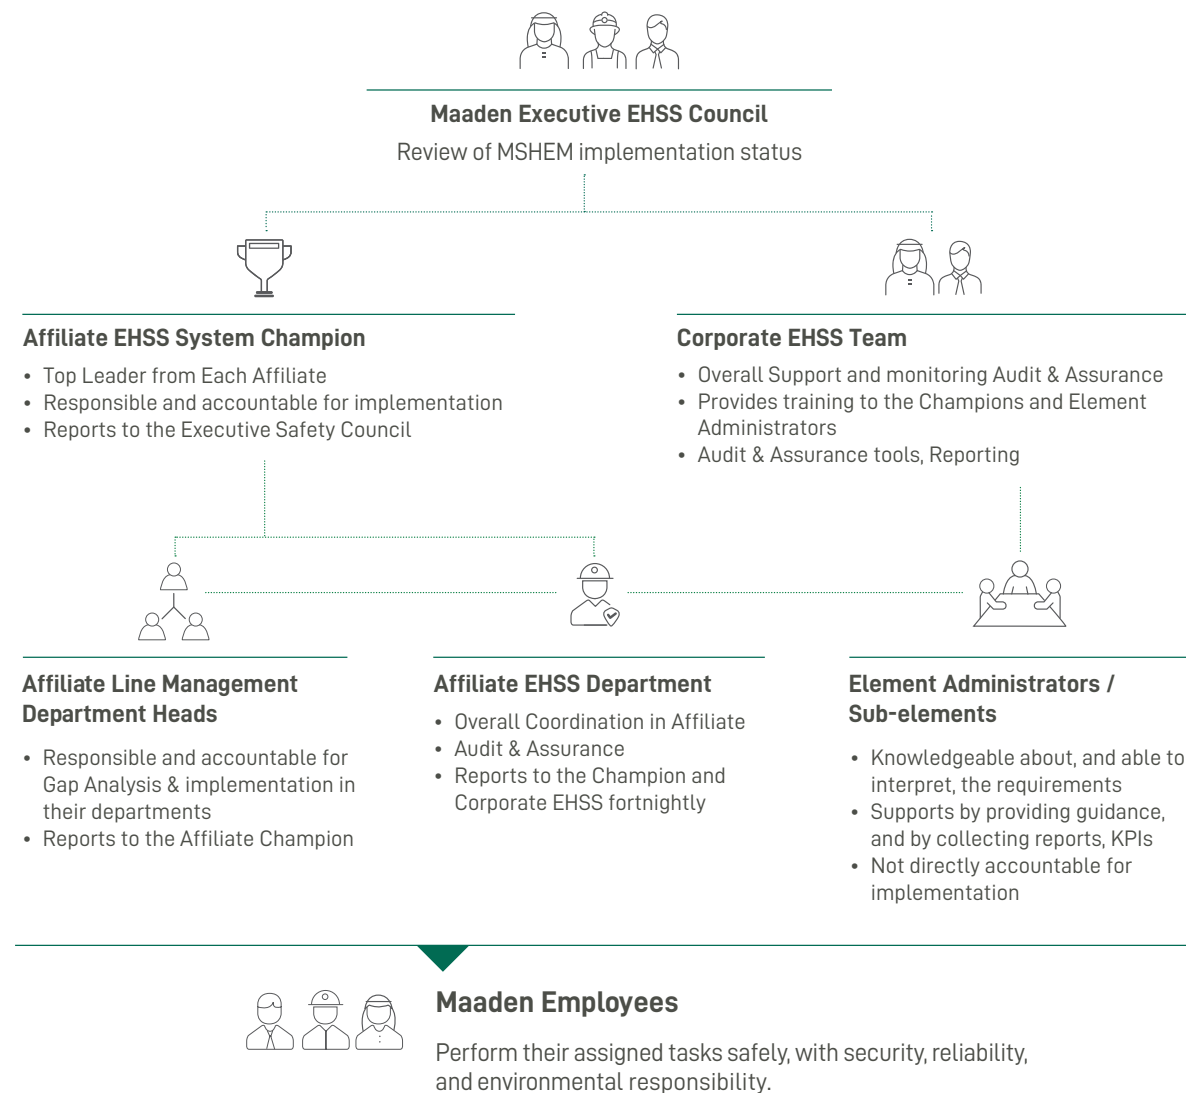 Maaden Executive EHSS Council
Review of MSHEM implementation status
Affiliate EHSS System Champion
• Top Leader from Each Affiliate
• Responsible and accountable for implementation
• Reports to the Executive Safety Council
Corporate EHSS Team
• Overall Support and monitoring Audit & Assurance
• Provides training to the Champions and Element
Administrators
• Audit & Assurance tools, Reporting
Affiliate Line Management
Department Heads
• Responsible and accountable for
Gap Analysis & implementation in
their departments
• Reports to the Affiliate Champion
Affiliate EHSS Department
• Overall Coordination in Affiliate
• Audit & Assurance
• Reports to the Champion and
Corporate EHSS fortnightly
Element Administrators /
Sub-elements
• Knowledgeable about, and able to
interpret, the requirements
• Supports by providing guidance,
and by collecting reports, KPIs
• Not directly accountable for
implementation
Maaden Employees
Perform their assigned tasks safely, with security, reliability,
and environmental responsibility.